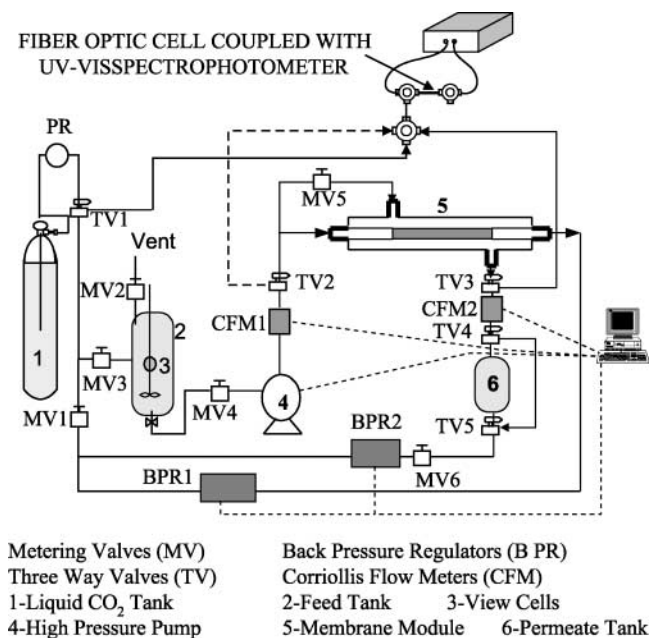 FIBER OPTIC CELL COUPLED WITH
UV-VISSPECTROPHOTOMETER
PR
MV5
5
TV1
Vent
MV2
TV2
TV3
CFM1
CFM2
2
TV4
1
MV3
3
6
MV1
MV4
4
BPR2
TV5
BPR1
MV6
Metering Valves (MV)
Back Pressure Regulators (B PR)
Three Way Valves (TV)
Corriollis Flow Meters (CFM)
1-Liquid CO₂ Tank
2-Feed Tank
3-View Cells
4-High Pressure Pump
5-Membrane Module
6-Permeate Tank